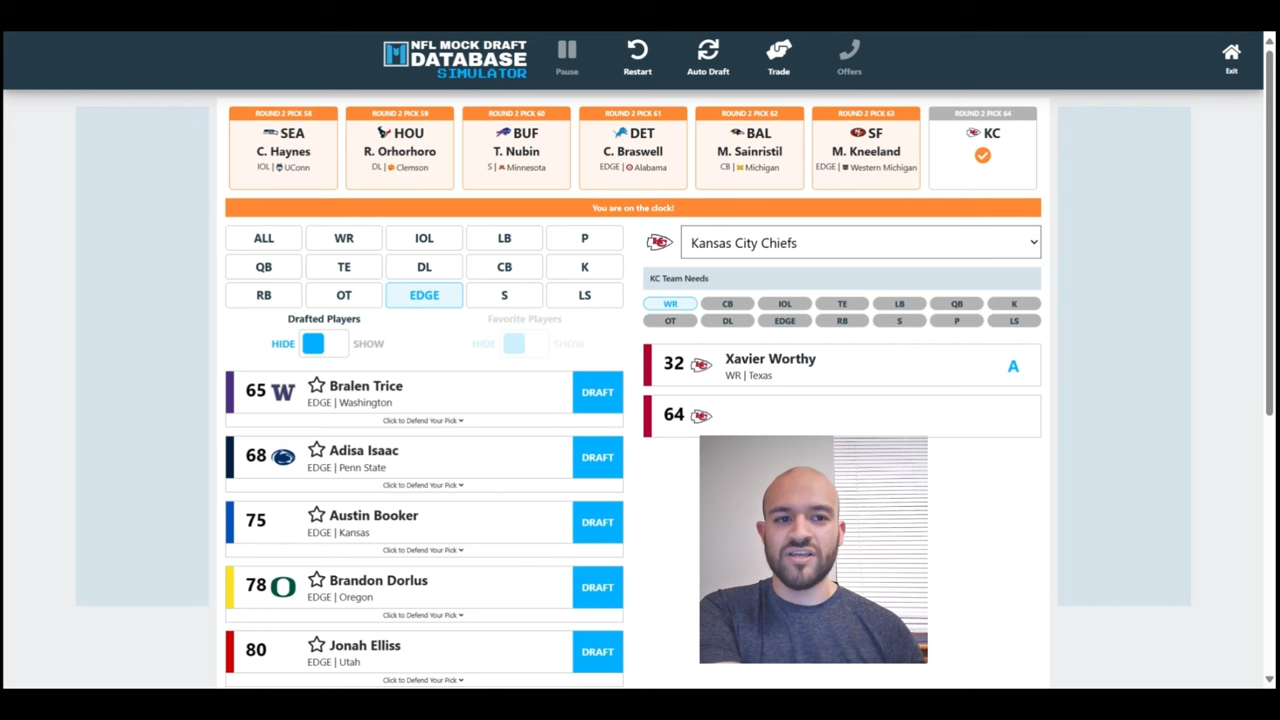 NFL MOCK DRAFT
DATABASE
SIMULATOR
Pause
Restart
Auto Draft
Trade
Offers
Exit
ROUND 2 PICK 58
SEA
C. Haynes
IOL | UConn
ROUND 2 PICK 59
HOU
R. Orhorhoro
DL | Clemson
ROUND 2 PICK 60
BUF
T. Nubin
S | Minnesota
ROUND 2 PICK 61
DET
C. Braswell
EDGE | Alabama
ROUND 2 PICK 62
BAL
M. Sainristil
CB | Michigan
ROUND 2 PICK 63
SF
M. Kneeland
EDGE | Western Michigan
ROUND 2 PICK 64
KC
You are on the clock!
ALL WR IOL LB P
QB TE DL CB K
RB OT EDGE S LS
Drafted Players
HIDE SHOW
Favorite Players
HIDE SHOW
65 W Bralen Trice DRAFT
EDGE | Washington
Click to Defend Your Pick
68 Adisa Isaac DRAFT
EDGE | Penn State
Click to Defend Your Pick
75 Austin Booker DRAFT
EDGE | Kansas
Click to Defend Your Pick
78 Brandon Dorlus DRAFT
EDGE | Oregon
Click to Defend Your Pick
80 Jonah Elliss DRAFT
EDGE | Utah
Click to Defend Your Pick
Kansas City Chiefs
KC Team Needs
WR CB IOL TE LB QB K
OT DL EDGE RB S P LS
32 Xavier Worthy A
WR | Texas
64